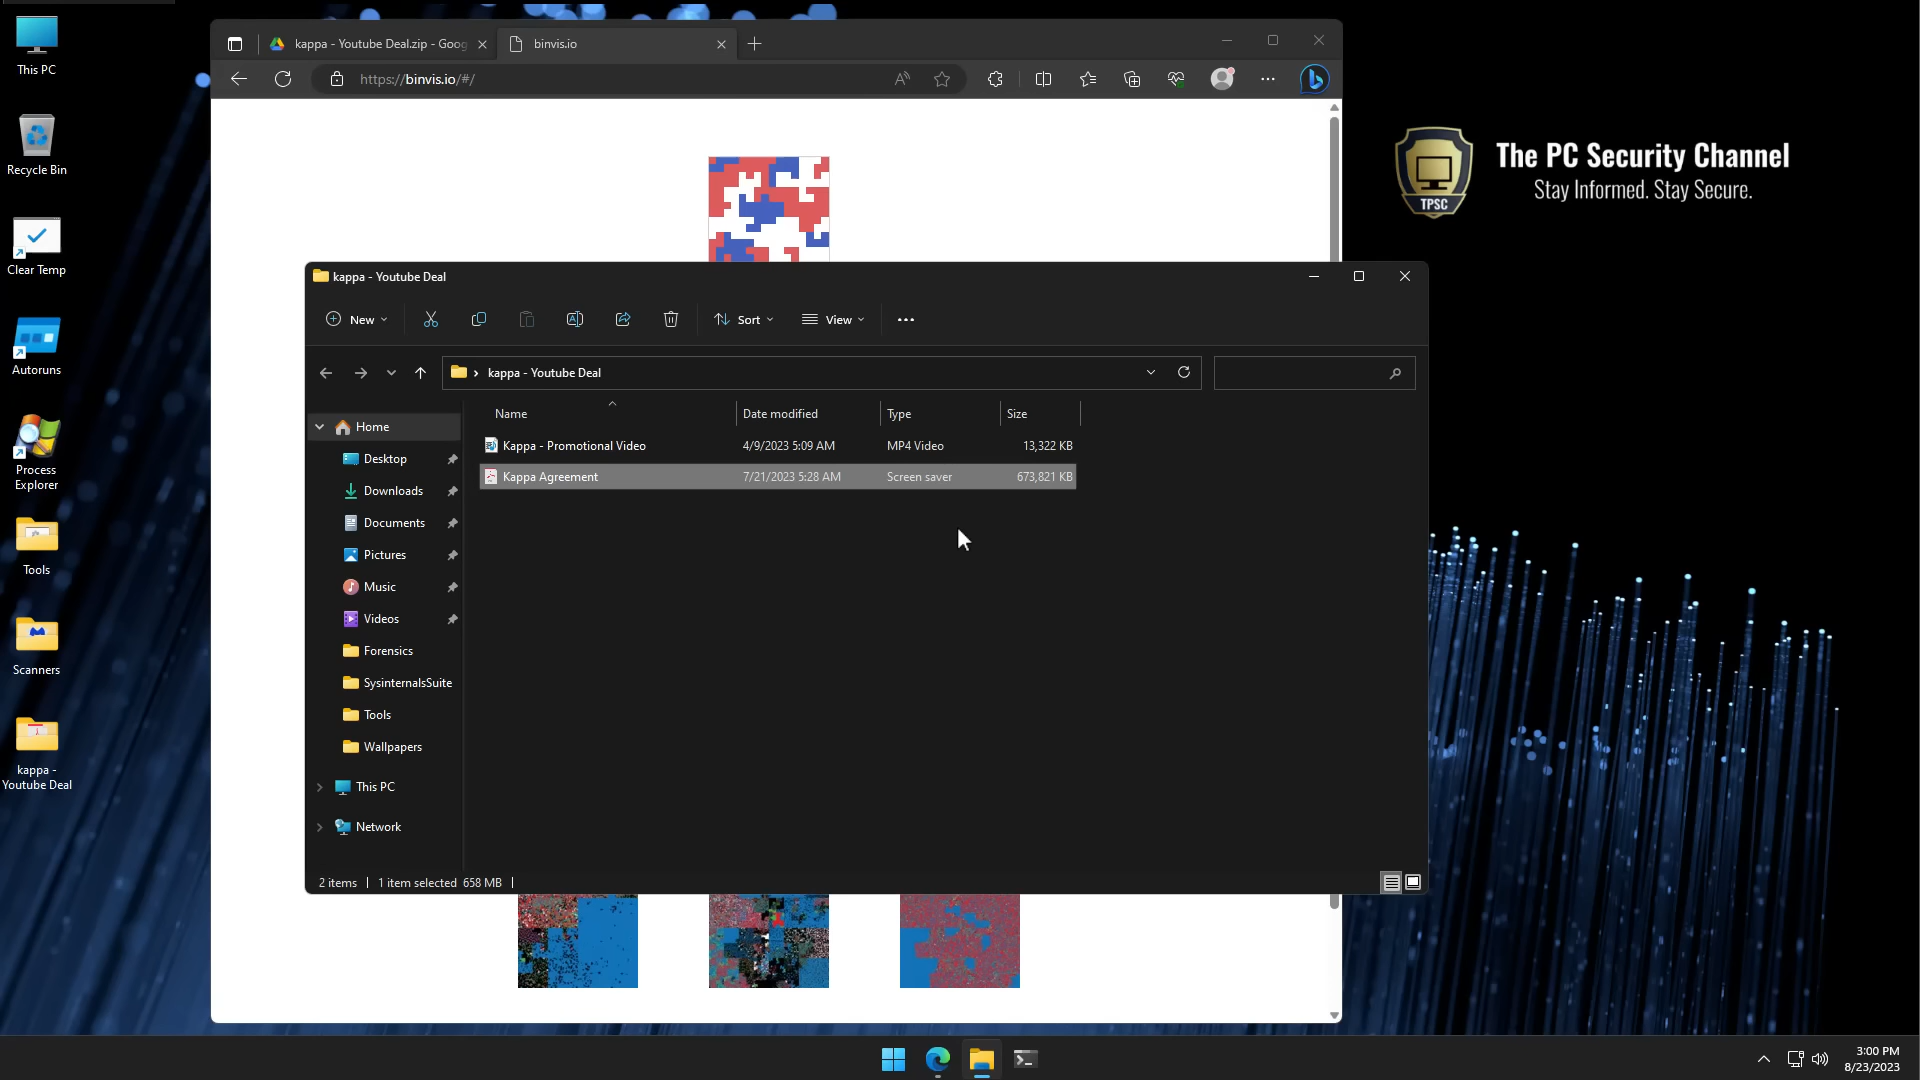 This PC
Recycle Bin
Clear Temp
Autoruns
Process
Explorer
Tools
Scanners
kappa -
Youtube Deal
kappa - Youtube Deal.zip - Goog
binvis.io
https://binvis.io/#/
TPSC
The PC Security Channel
Stay Informed. Stay Secure.
kappa - Youtube Deal
New
Sort
View
kappa - Youtube Deal
Name Date modified Type Size
Kappa - Promotional Video 4/9/2023 5:09 AM MP4 Video 13,322 KB
Kappa Agreement 7/21/2023 5:28 AM Screen saver 673,821 KB
Home
Desktop
Downloads
Documents
Pictures
Music
Videos
Forensics
SysinternalsSuite
Tools
Wallpapers
This PC
Network
2 items 1 item selected 658 MB
3:00 PM
8/23/2023